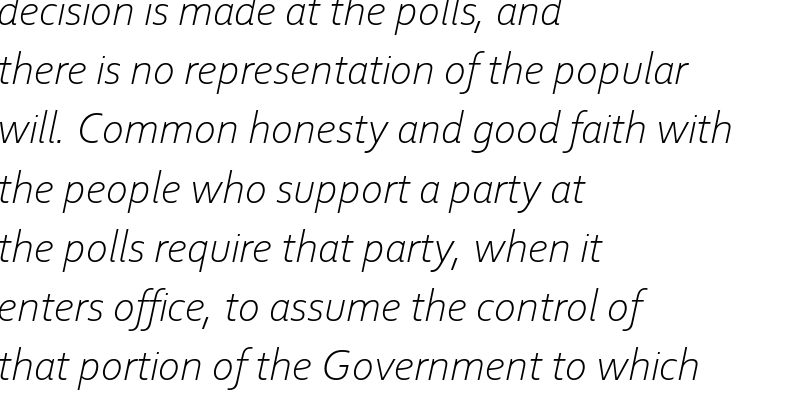 decision is made at the polls, and
there is no representation of the popular
will. Common honesty and good faith with
the people who support a party at
the polls require that party, when it
enters office, to assume the control of
that portion of the Government to which